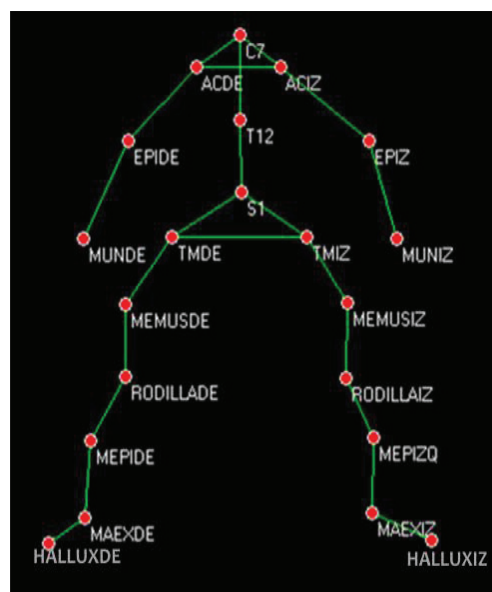 C7
ACDE
ACIZ
T12
EPIDE
EPIZ
S1
MUNDE
TMDE
TMIZ
MUNIZ
MEMUSDE
MEMUSIZ
RODILLADE
RODILLAIZ
MEPIDE
MEPIZQ
MAEXDE
MAEXIZ
HALLUXDE
HALLUXIZ